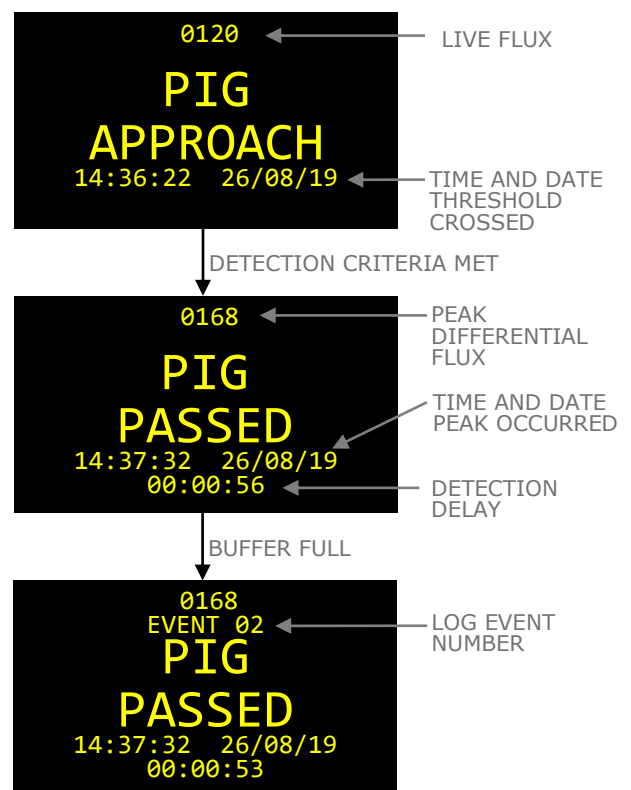 0120
LIVE FLUX
PIG
APPROACH
14:36:22 26/08/19
TIME AND DATE
THRESHOLD
CROSSED
DETECTION CRITERIA MET
0168
PEAK
DIFFERENTIAL
FLUX
PIG
PASSED
TIME AND DATE
PEAK OCCURRED
14:37:32 26/08/19
00:00:56
DETECTION
DELAY
BUFFER FULL
0168
EVENT 02
LOG EVENT
NUMBER
PIG
PASSED
14:37:32 26/08/19
00:00:53